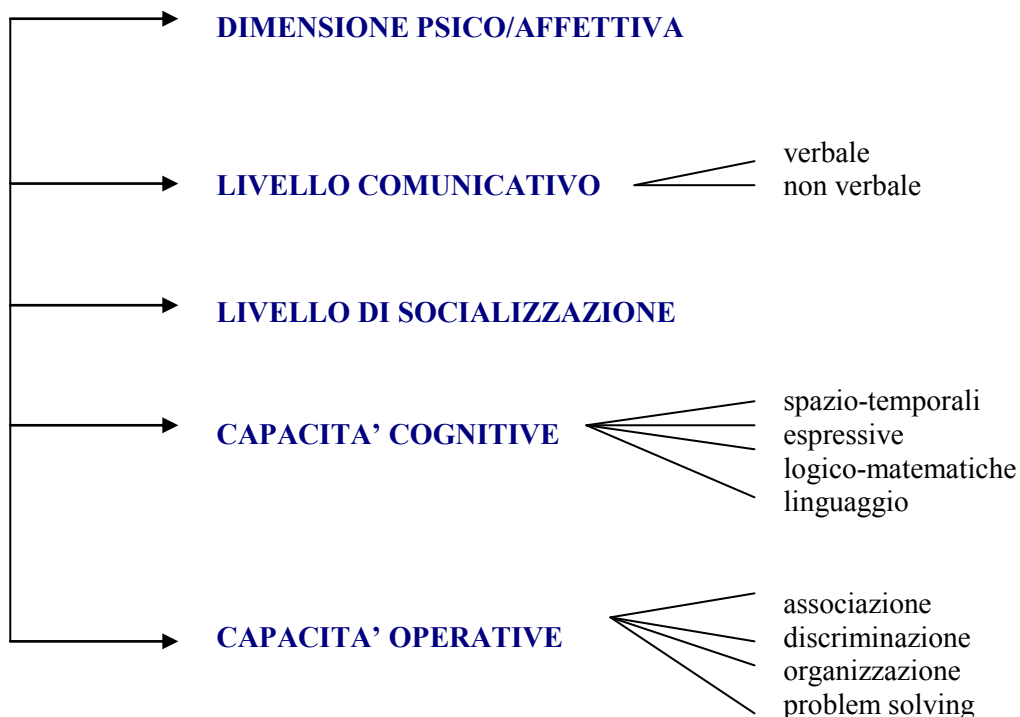 DIMENSIONE PSICO/AFFETTIVA
LIVELLO COMUNICATIVO
verbale
non verbale
LIVELLO DI SOCIALIZZAZIONE
CAPACITA’ COGNITIVE
spazio-temporali
espressive
logico-matematiche
linguaggio
CAPACITA’ OPERATIVE
associazione
discriminazione
organizzazione
problem solving